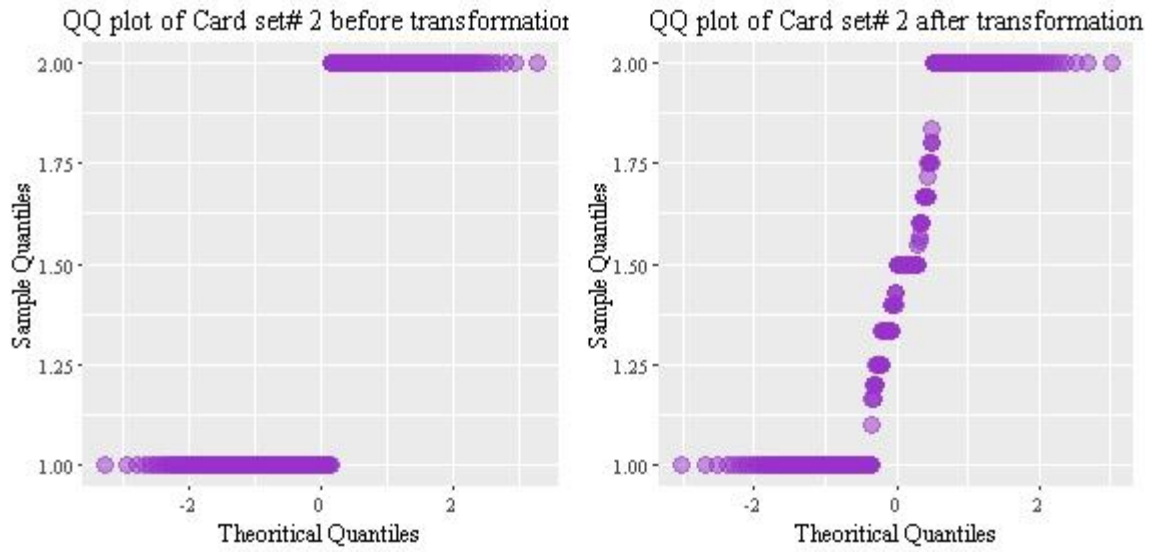 QQ plot of Card set# 2 before transformation
2.00
1.75
1.50
1.25
1.00
Sample Quantiles
-2
0
2
Theoritical Quantiles
QQ plot of Card set# 2 after transformation
2.00
1.75
1.50
1.25
1.00
Sample Quantiles
-2
0
2
Theoritical Quantiles